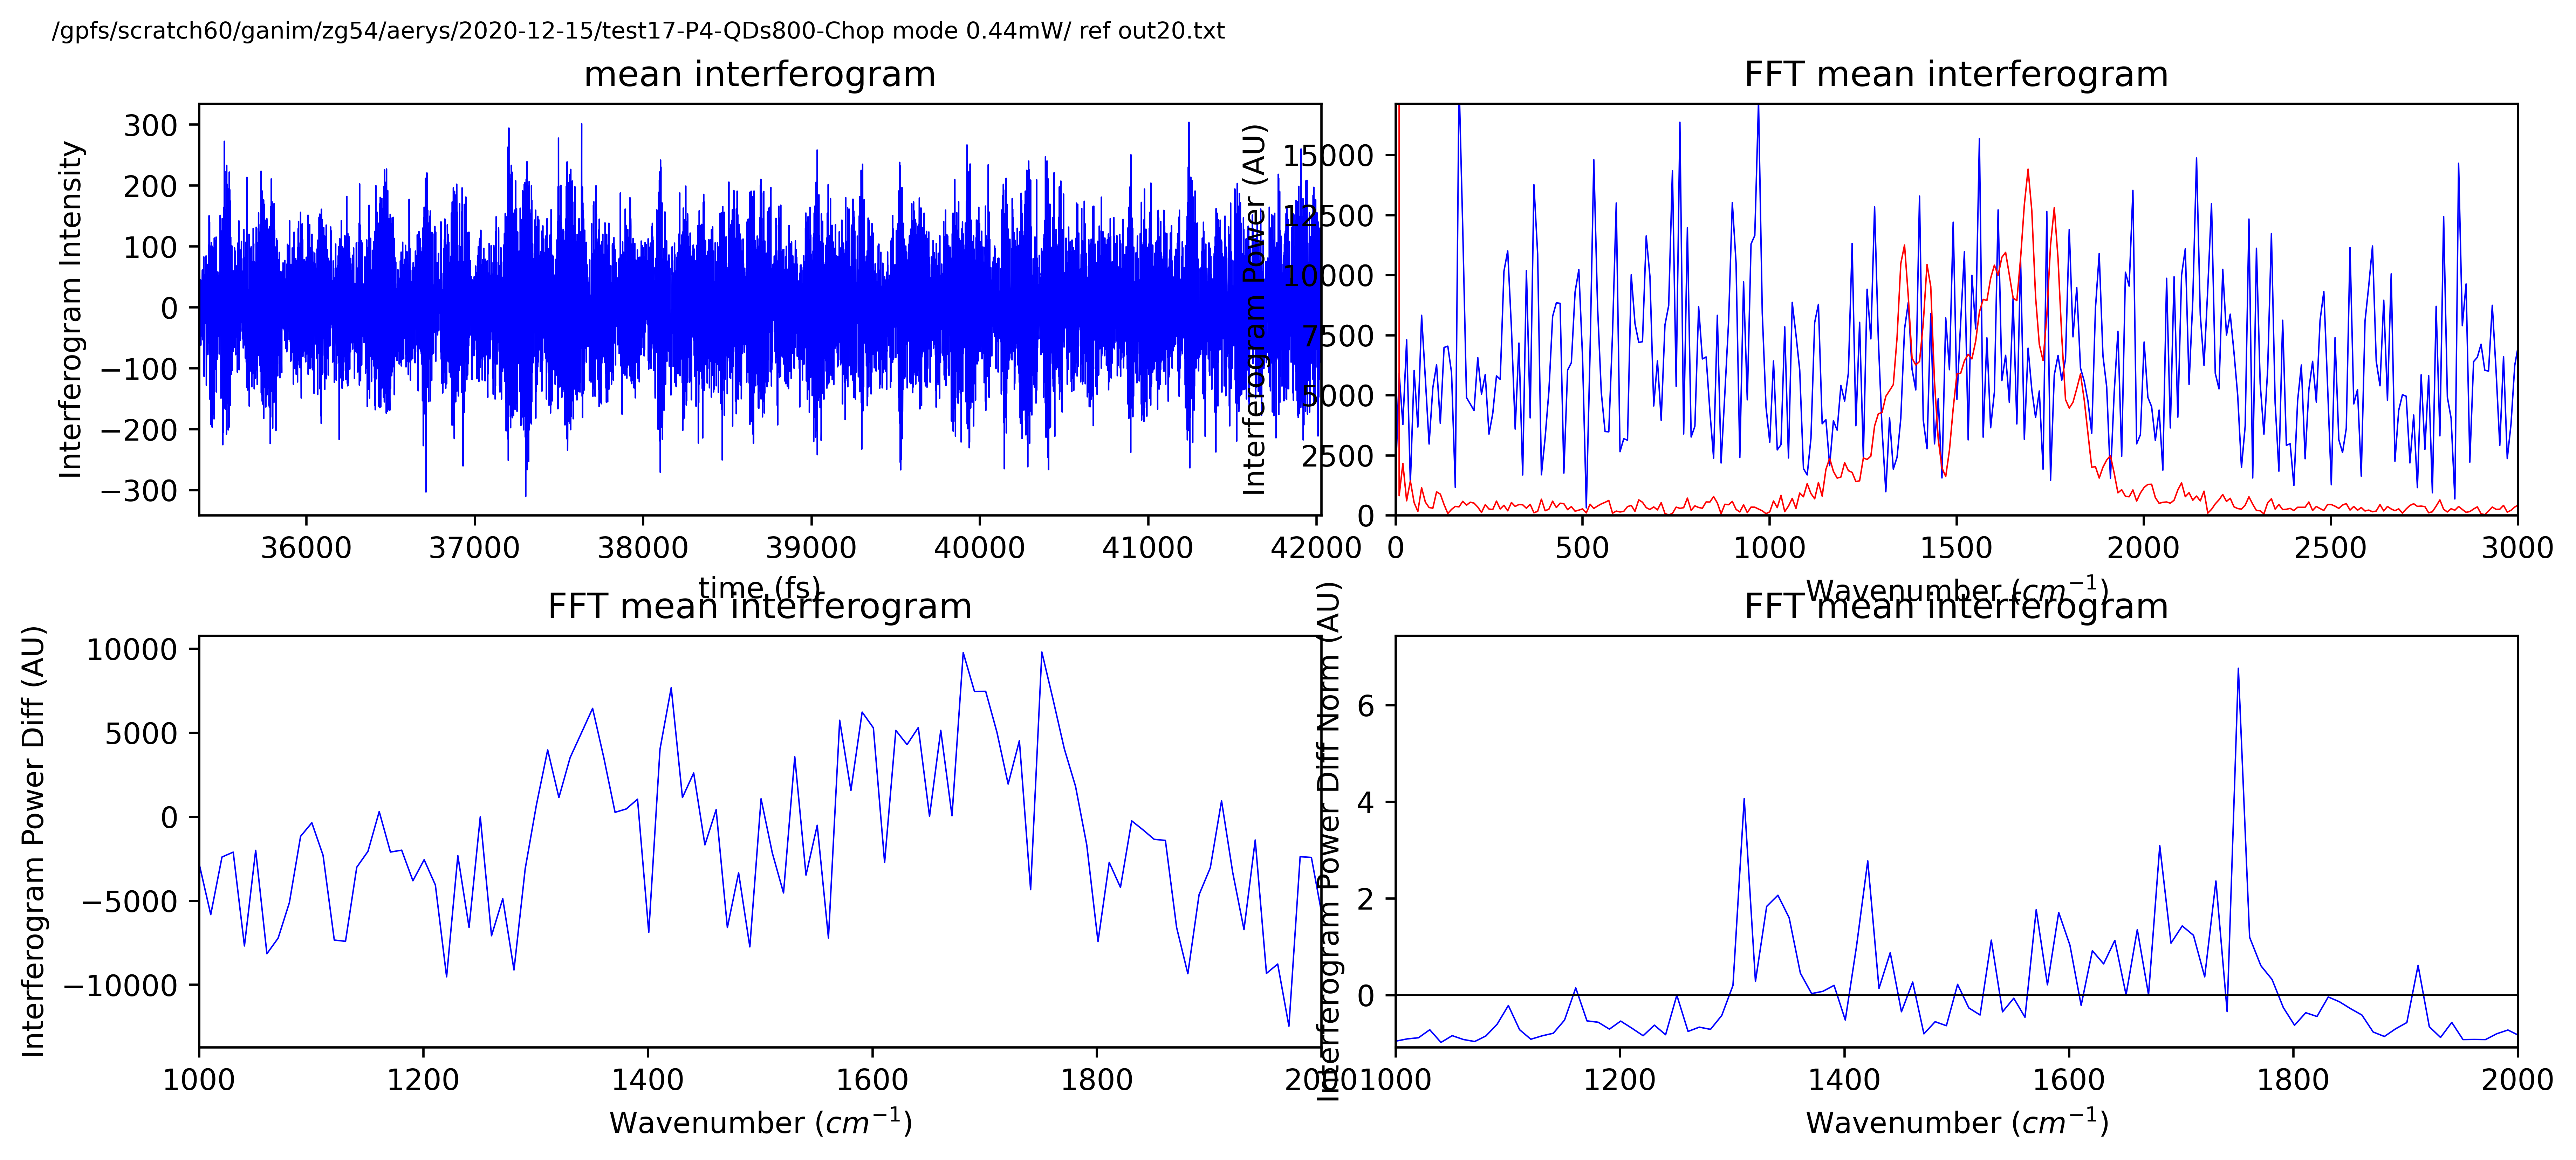 /gpfs/scratch60/ganim/zg54/aerys/2020-12-15/test17-P4-QDs800-Chop mode 0.44mW/ ref out20.txt
mean interferogram
Interferogram Intensity
300
200
100
0
−100
−200
−300
36000 37000 38000 39000 40000 41000 42000
time (fs)
FFT mean interferogram
Interferogram Power (AU)
15000
12500
10000
7500
5000
2500
0
0 500 1000 1500 2000 2500 3000
Wavenumber (cm⁻¹)
FFT mean interferogram
Interferogram Power Diff (AU)
10000
5000
0
−5000
−10000
1000 1200 1400 1600 1800 2000
Wavenumber (cm⁻¹)
FFT mean interferogram
Interferogram Power Diff Norm (AU)
6
4
2
0
1000 1200 1400 1600 1800 2000
Wavenumber (cm⁻¹)